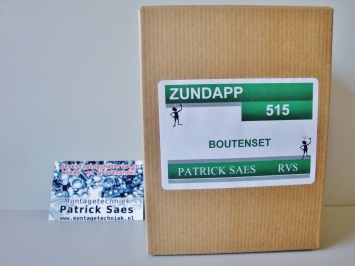 ZUNDAPP
515
BOUTENSET
PATRICK SAES RVS
Montagetechniek
Patrick Saes
www.montagetechniek.nl